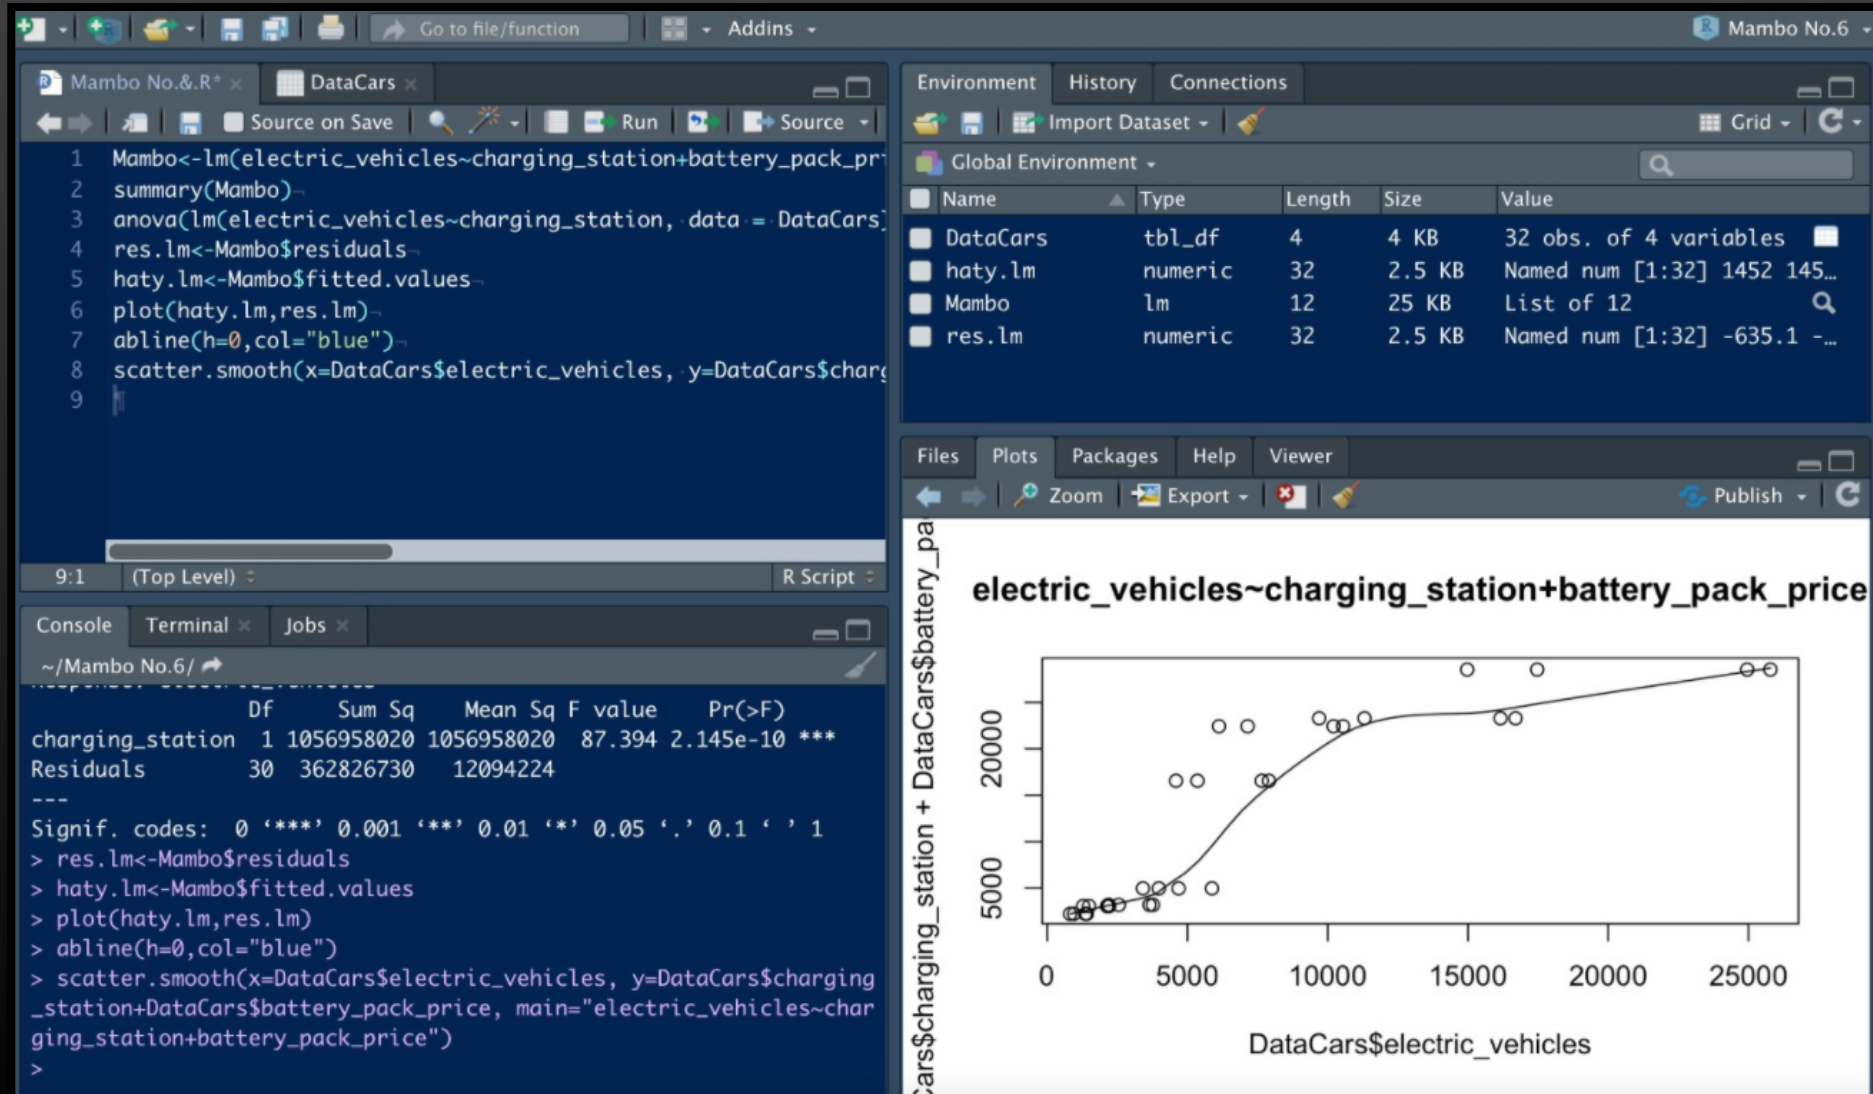 Go to file/function
Addins
Mambo No.6
Mambo No.&.R*
DataCars
Source on Save
Run
Source
1 Mambo<-lm(electric_vehicles~charging_station+battery_pack_pri
2 summary(Mambo)
3 anova(lm(electric_vehicles~charging_station, data = DataCars)
4 res.lm<-Mambo$residuals
5 haty.lm<-Mambo$fitted.values
6 plot(haty.lm,res.lm)
7 abline(h=0,col="blue")
8 scatter.smooth(x=DataCars$electric_vehicles, y=DataCars$charg
9
9:1 (Top Level) R Script
Console Terminal Jobs
~/Mambo No.6/
Df Sum Sq Mean Sq F value Pr(>F)
charging_station 1 1056958020 1056958020 87.394 2.145e-10 ***
Residuals 30 362826730 12094224
---
Signif. codes: 0 ‘***’ 0.001 ‘**’ 0.01 ‘*’ 0.05 ‘.’ 0.1 ‘ ’ 1
> res.lm<-Mambo$residuals
> haty.lm<-Mambo$fitted.values
> plot(haty.lm,res.lm)
> abline(h=0,col="blue")
> scatter.smooth(x=DataCars$electric_vehicles, y=DataCars$charging
_station+DataCars$battery_pack_price, main="electric_vehicles~char
ging_station+battery_pack_price")
>
Environment History Connections
Import Dataset
Grid
Global Environment
Name Type Length Size Value
DataCars tbl_df 4 4 KB 32 obs. of 4 variables
haty.lm numeric 32 2.5 KB Named num [1:32] 1452 145…
Mambo lm 12 25 KB List of 12
res.lm numeric 32 2.5 KB Named num [1:32] -635.1 -…
Files Plots Packages Help Viewer
Zoom Export Publish
electric_vehicles~charging_station+battery_pack_price
Cars$charging_station + DataCars$battery_pa
20000
5000
0 5000 10000 15000 20000 25000
DataCars$electric_vehicles